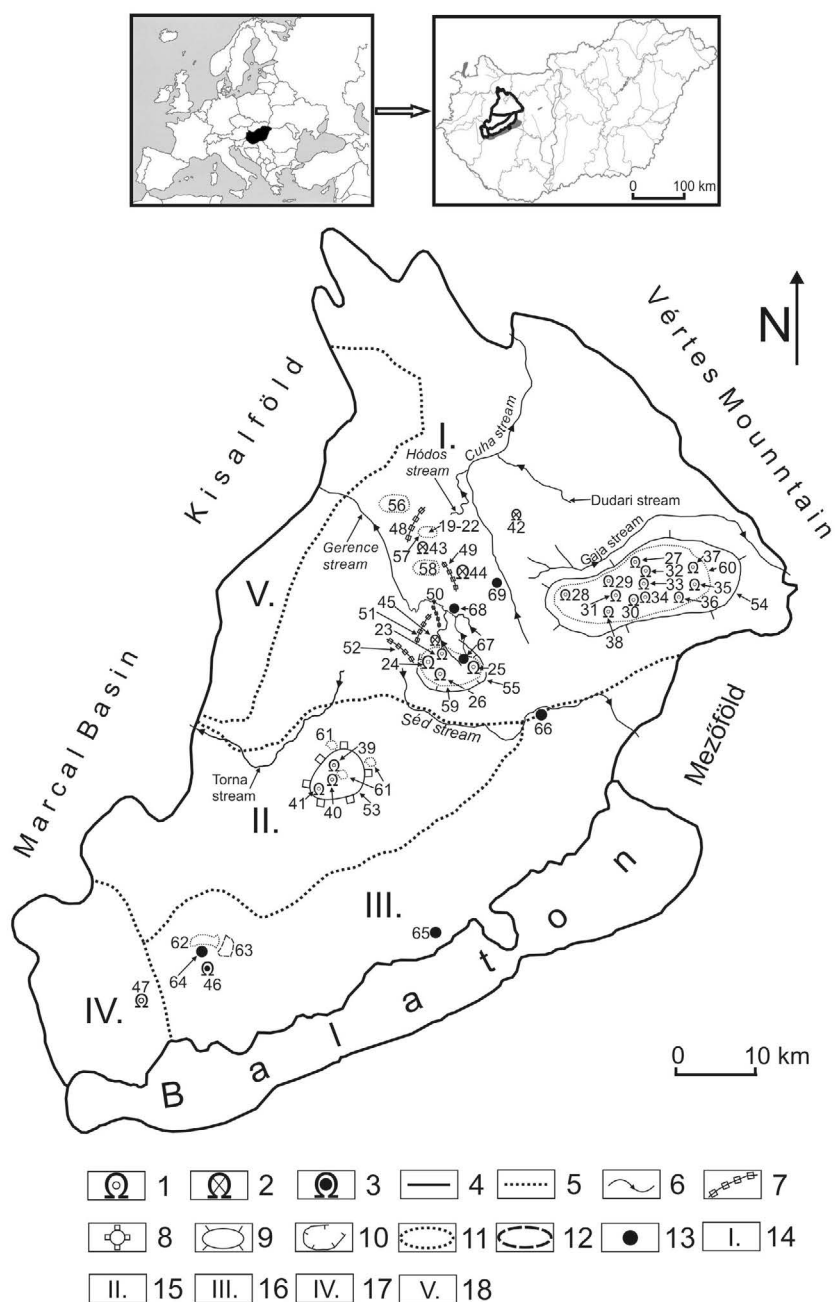 0 100 km
N
Vértes Mounntain
Kisalföld
I.
Hódos
stream
Cuha stream
Dudari stream
Gaja stream
56
48
19-22
42
Gerence
stream
57
43
49
58
44
69
27
37
32
60
28
29
33
35
31
30
34
36
54
38
V.
50
45
68
51
23
67
52
24
25
59
26
55
Séd stream
66
Mezőföld
Marcal Basin
Torna
stream
61
39
61
41
40
53
II.
III.
65
62
63
64
46
47
IV.
Balaton
0 10 km
Ω 1 Ω 2 Ω 3 4 5 6 7
8 9 10 11 12 13 I. 14
II. 15 III. 16 IV. 17 V. 18